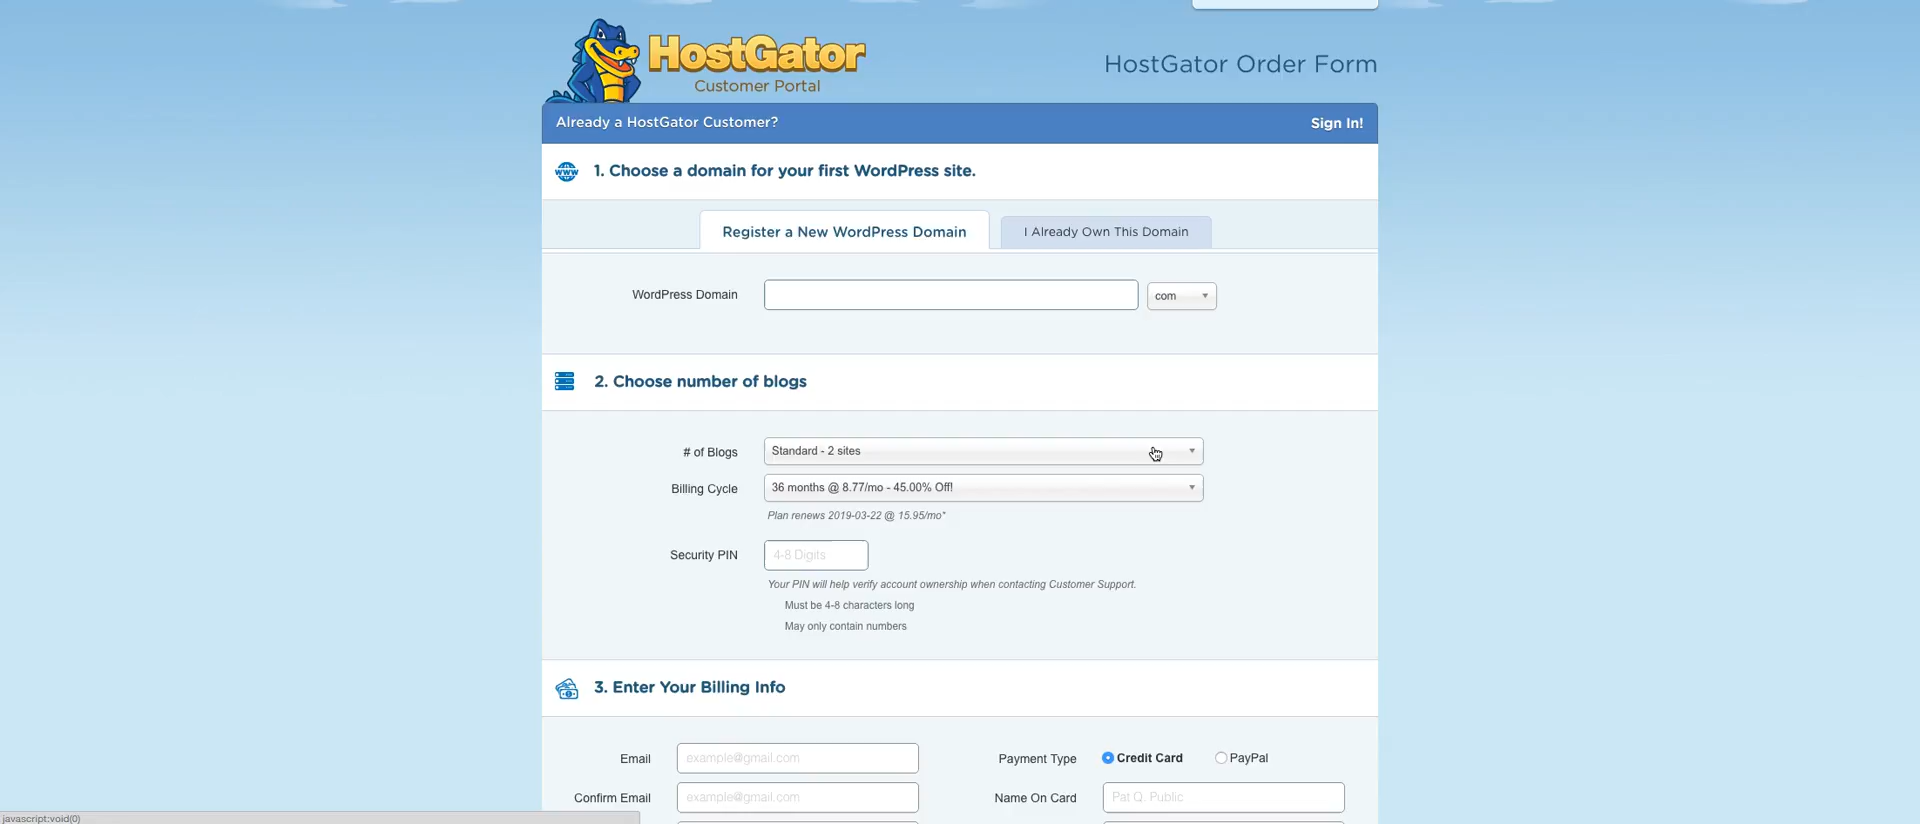 HostGator
Customer Portal
HostGator Order Form
Already a HostGator Customer?
Sign In!
www
1. Choose a domain for your first WordPress site.
Register a New WordPress Domain
I Already Own This Domain
WordPress Domain
com
2. Choose number of blogs
# of Blogs
Standard - 2 sites
Billing Cycle
36 months @ 8.77/mo - 45.00% Off!
Plan renews 2019-03-22 @ 15.95/mo*
Security PIN
4-8 Digits
Your PIN will help verify account ownership when contacting Customer Support.
Must be 4-8 characters long
May only contain numbers
3. Enter Your Billing Info
Email
example@gmail.com
Payment Type
Credit Card
PayPal
Confirm Email
example@gmail.com
Name On Card
Pat Q. Public
javascript:void(0)